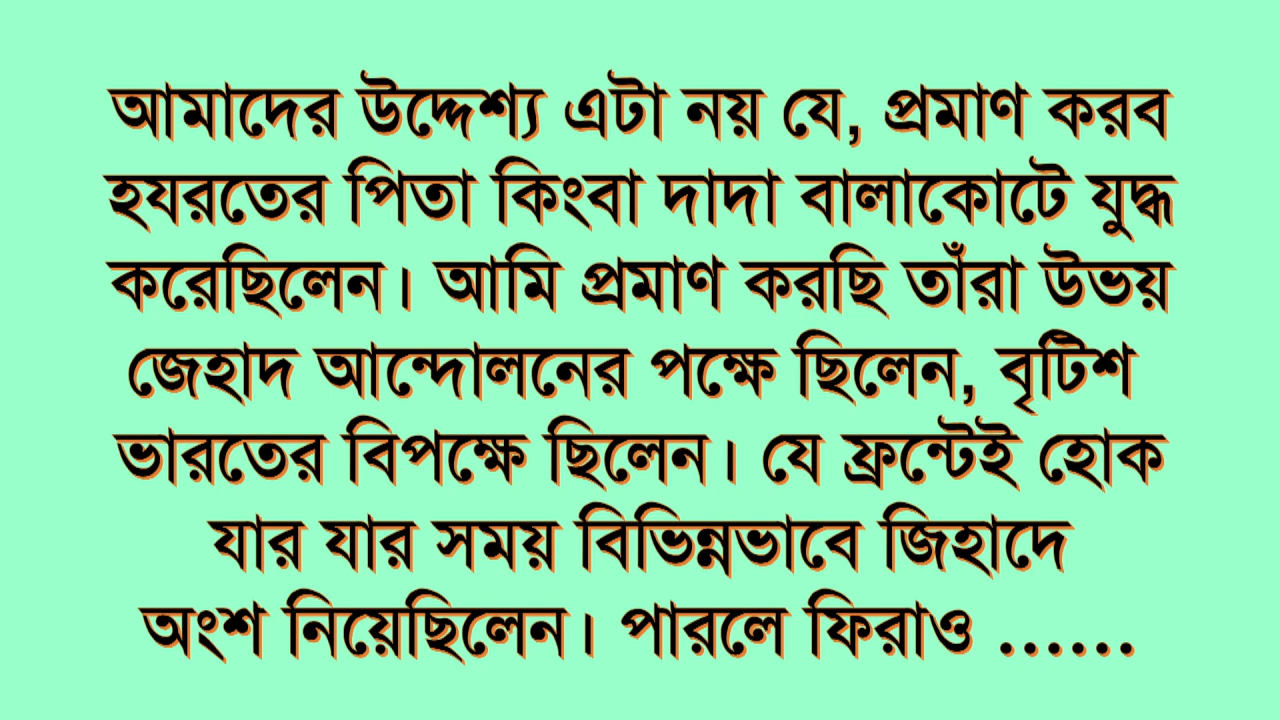 আমাদের উদ্দেশ্য এটা নয় যে, প্রমাণ করব
হযরতের পিতা কিংবা দাদা বালাকোটে যুদ্ধ
করেছিলেন। আমি প্রমাণ করছি তাঁরা উভয়
জেহাদ আন্দোলনের পক্ষে ছিলেন, বৃটিশ
ভারতের বিপক্ষে ছিলেন। যে ফ্রন্টেই হোক
যার যার সময় বিভিন্নভাবে জিহাদে
অংশ নিয়েছিলেন। পারলে ফিরাও ......